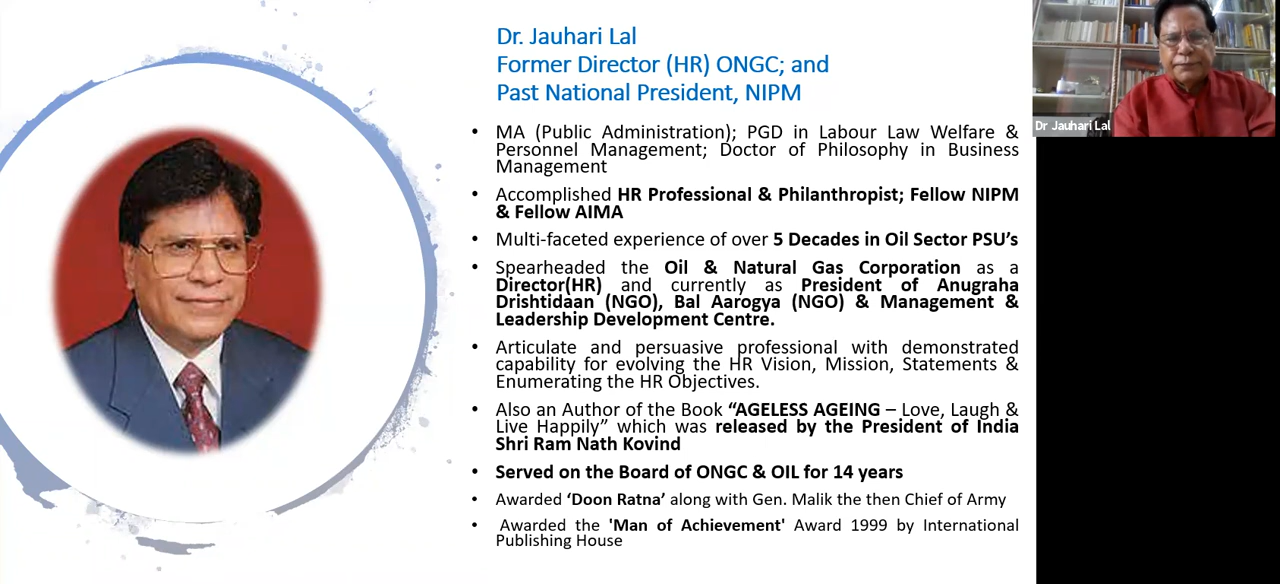 Dr. Jauhari Lal
Former Director (HR) ONGC; and
Past National President, NIPM
• MA (Public Administration); PGD in Labour Law Welfare &
Personnel Management; Doctor of Philosophy in Business
Management
• Accomplished HR Professional & Philanthropist; Fellow NIPM
& Fellow AIMA
• Multi-faceted experience of over 5 Decades in Oil Sector PSU’s
• Spearheaded the Oil & Natural Gas Corporation as a
Director(HR) and currently as President of Anugraha
Drishtidaan (NGO), Bal Aarogya (NGO) & Management &
Leadership Development Centre.
• Articulate and persuasive professional with demonstrated
capability for evolving the HR Vision, Mission, Statements &
Enumerating the HR Objectives.
• Also an Author of the Book “AGELESS AGEING – Love, Laugh &
Live Happily” which was released by the President of India
Shri Ram Nath Kovind
• Served on the Board of ONGC & OIL for 14 years
• Awarded ‘Doon Ratna’ along with Gen. Malik the then Chief of Army
• Awarded the 'Man of Achievement' Award 1999 by International
Publishing House
Dr Jauhari Lal